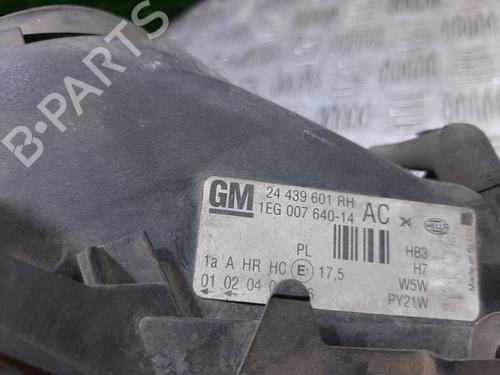 B-PARTS
GM 24 439 601 RH
1EG 007 640-14 AC
HELLA
PL HB3
1a A HR HC E1 17,5 H7
01 02 04 W5W
PY21W
Made in